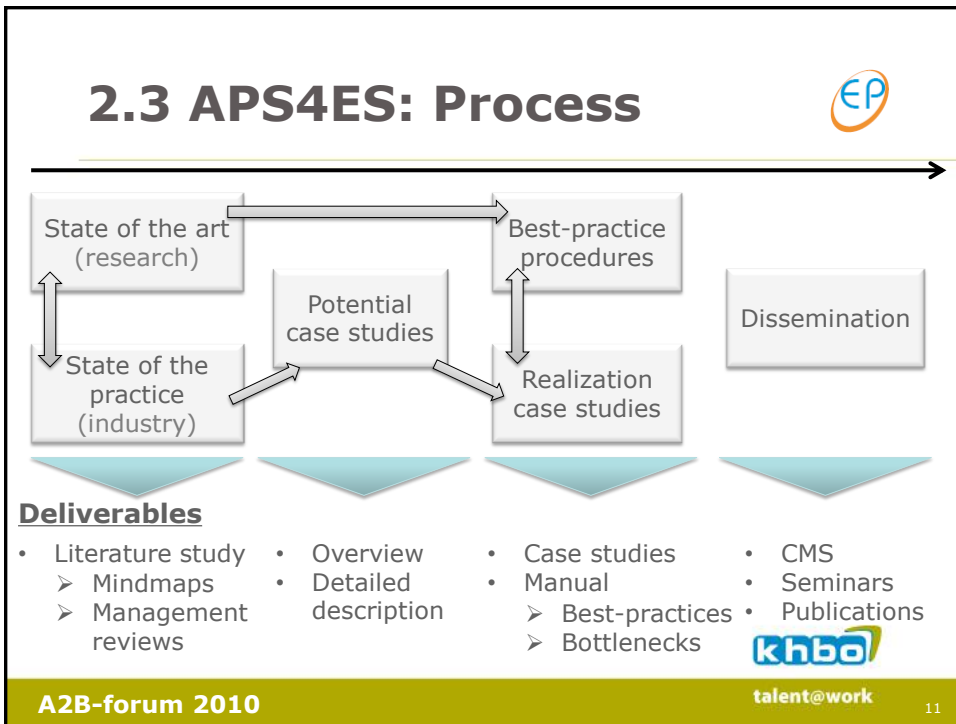 2.3 APS4ES: Process
EP
State of the art
(research)
State of the
practice
(industry)
Potential
case studies
Best-practice
procedures
Realization
case studies
Dissemination
Deliverables
• Literature study
➢ Mindmaps
➢ Management
reviews
• Overview
• Detailed
description
• Case studies
• Manual
➢ Best-practices
➢ Bottlenecks
• CMS
• Seminars
• Publications
khbo
talent@work
A2B-forum 2010
11